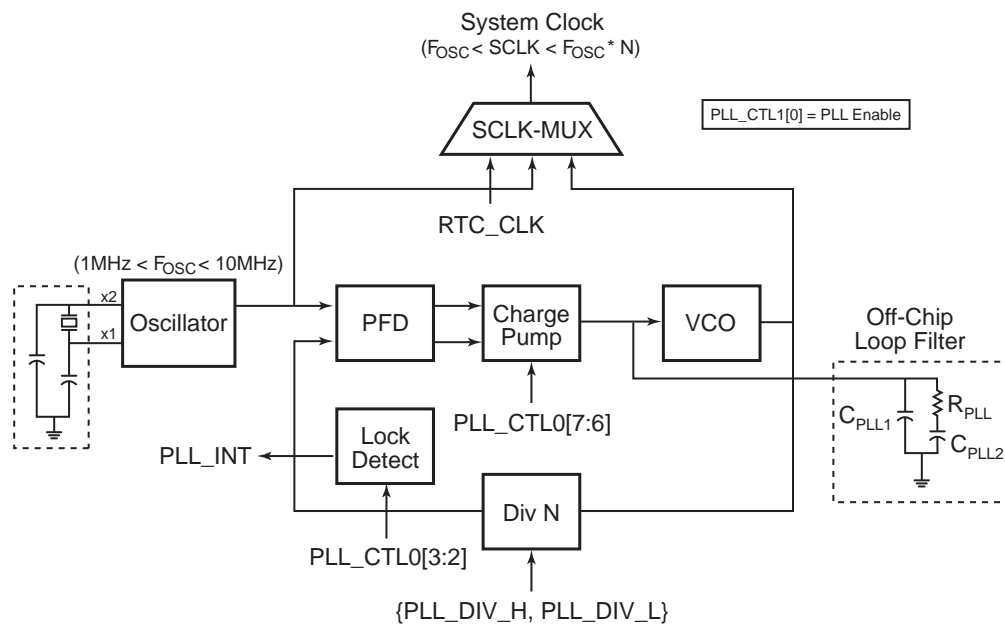 System Clock
(FOSC < SCLK < FOSC * N)
SCLK-MUX
PLL_CTL1[0] = PLL Enable
RTC_CLK
(1MHz < FOSC < 10MHz)
x2
x1
Oscillator
PFD
Charge
Pump
VCO
Off-Chip
Loop Filter
CPLL1
RPLL
CPLL2
PLL_CTL0[7:6]
Lock
Detect
PLL_INT
Div N
PLL_CTL0[3:2]
{PLL_DIV_H, PLL_DIV_L}